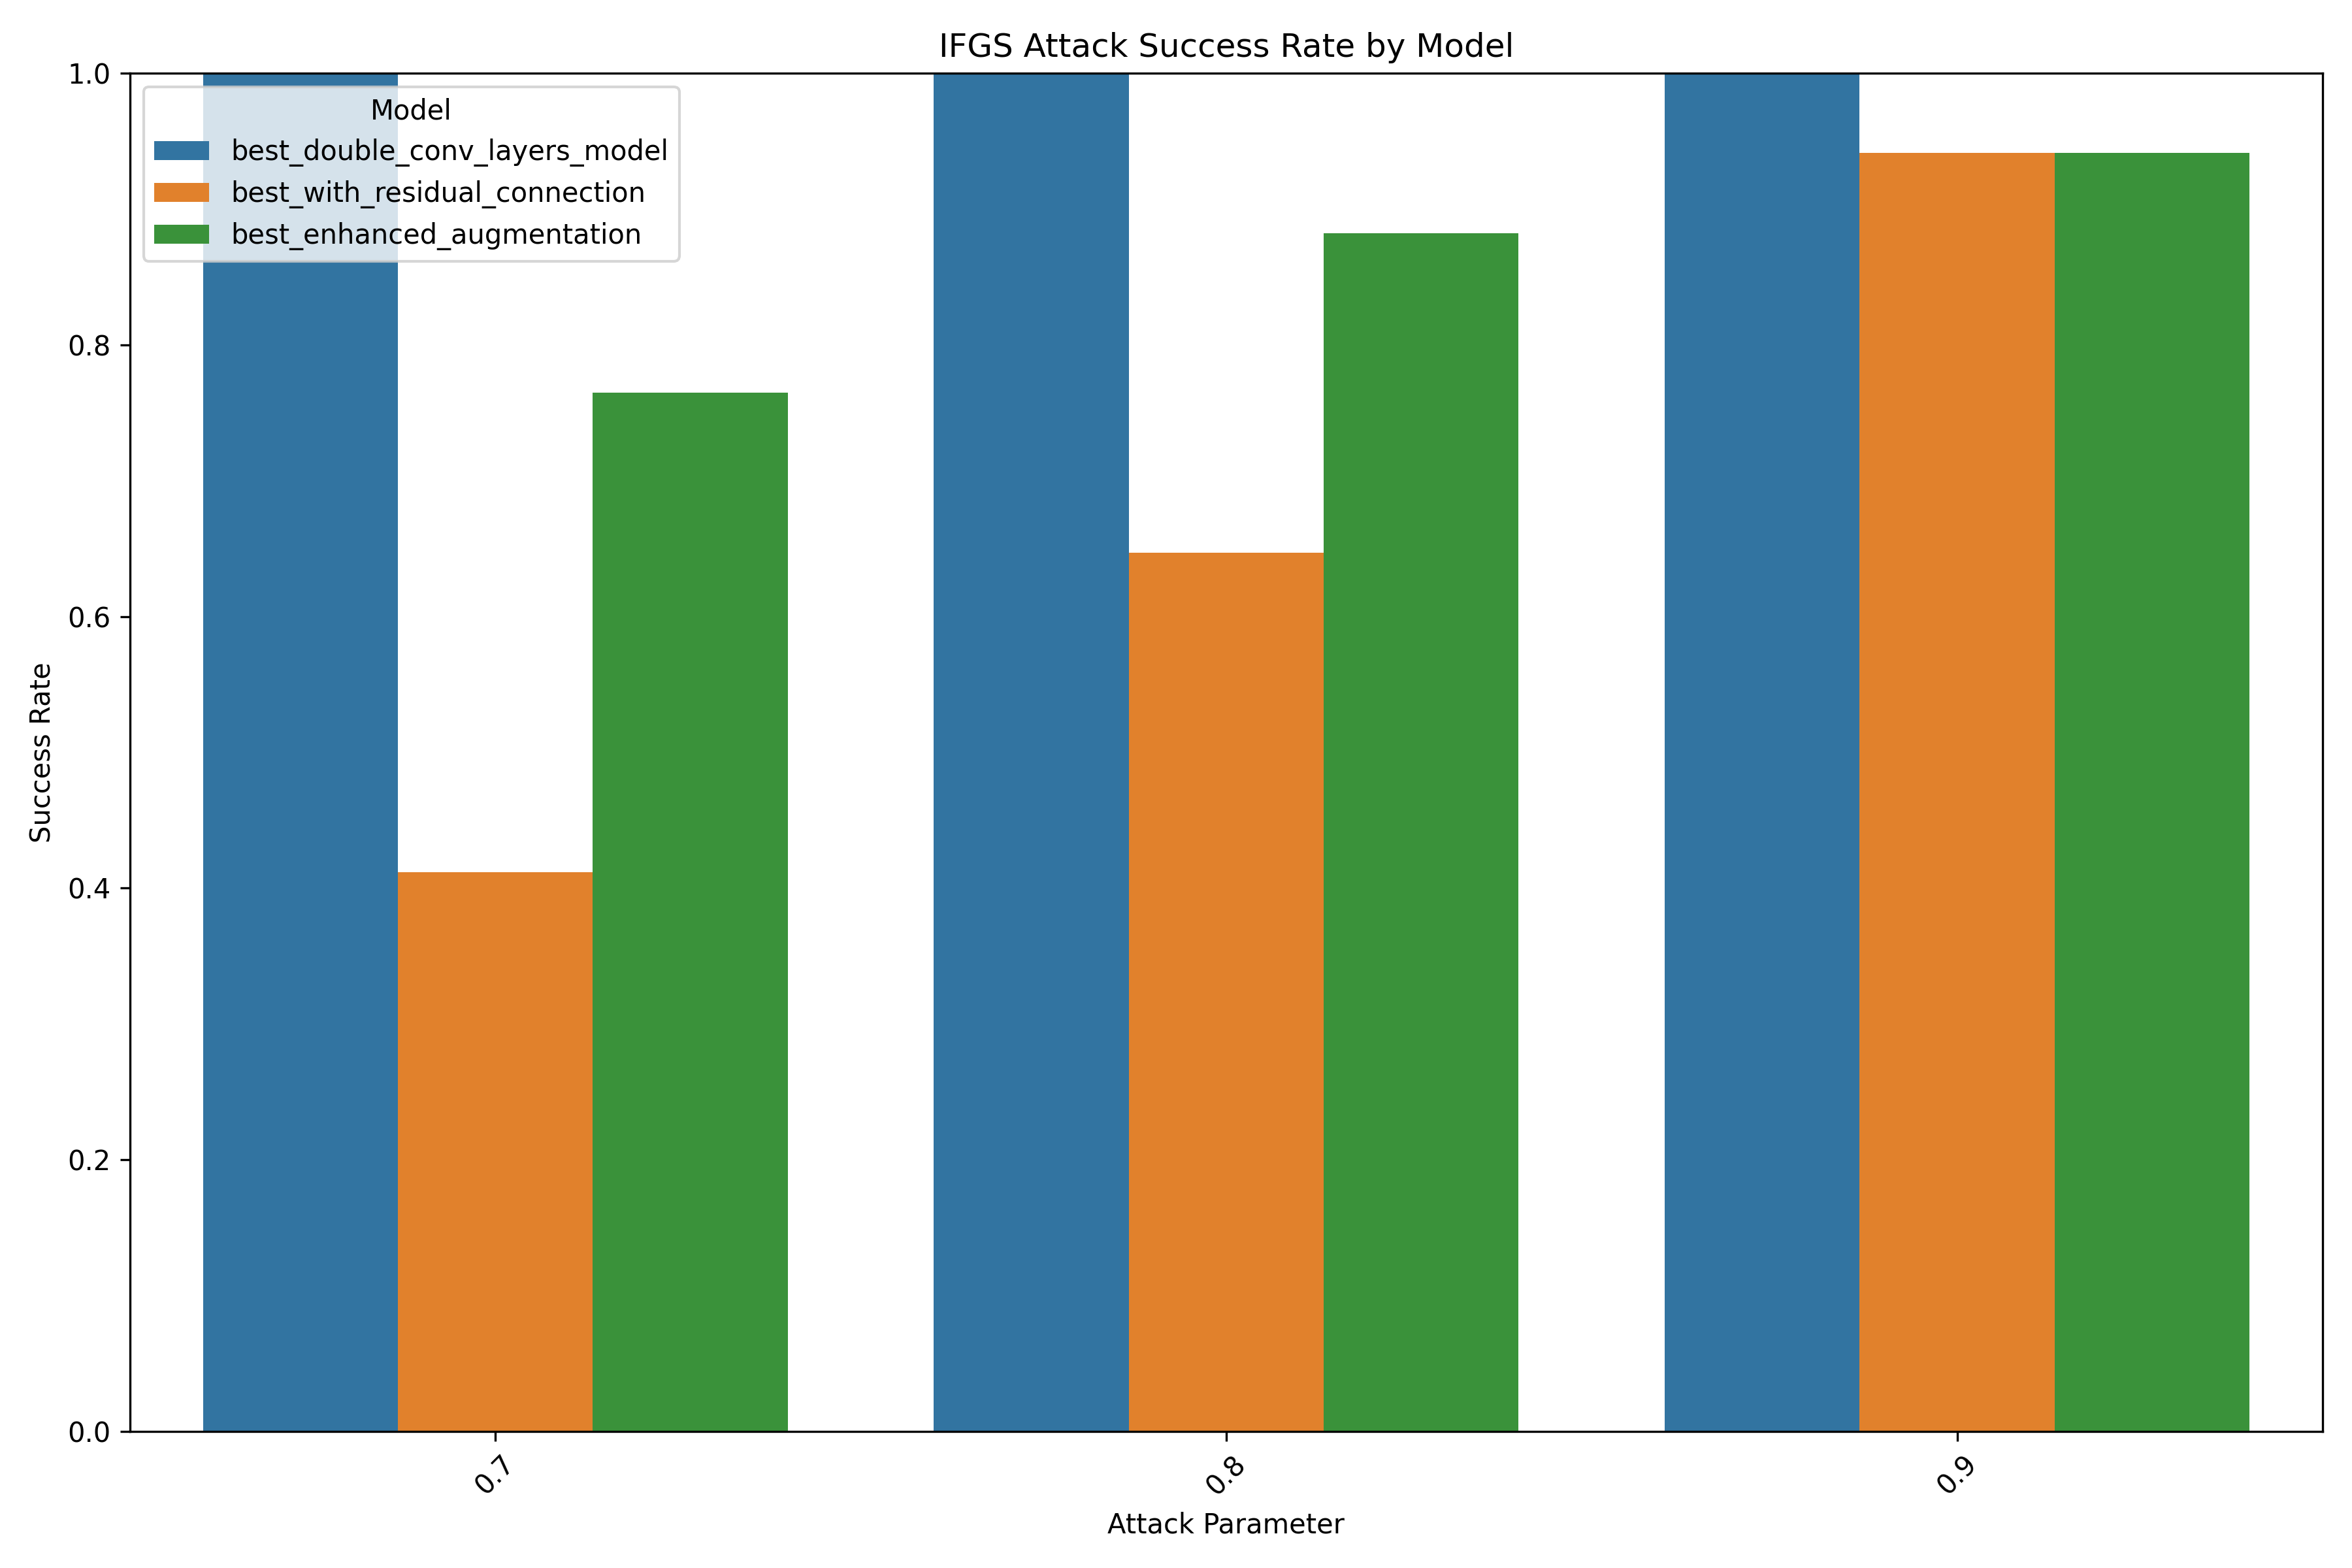 IFGS Attack Success Rate by Model
Model
best_double_conv_layers_model
best_with_residual_connection
best_enhanced_augmentation
Success Rate
1.0
0.8
0.6
0.4
0.2
0.0
0.7
0.8
0.9
Attack Parameter